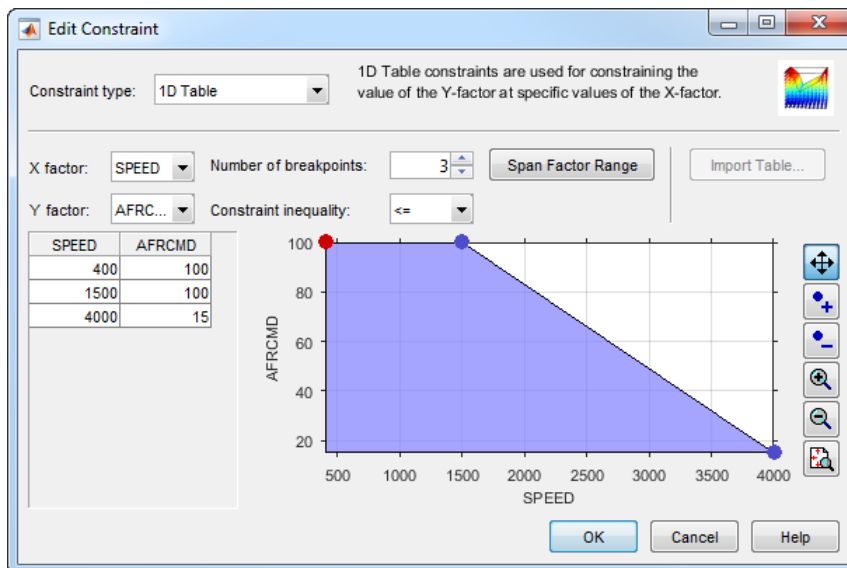 Edit Constraint
Constraint type: 1D Table
1D Table constraints are used for constraining the
value of the Y-factor at specific values of the X-factor.
X factor: SPEED Number of breakpoints: 3 Span Factor Range Import Table...
Y factor: AFRC... Constraint inequality: <=
SPEED AFRCMD
400 100
1500 100
4000 15
100
80
60
40
20
AFRCMD
500 1000 1500 2000 2500 3000 3500 4000
SPEED
OK Cancel Help